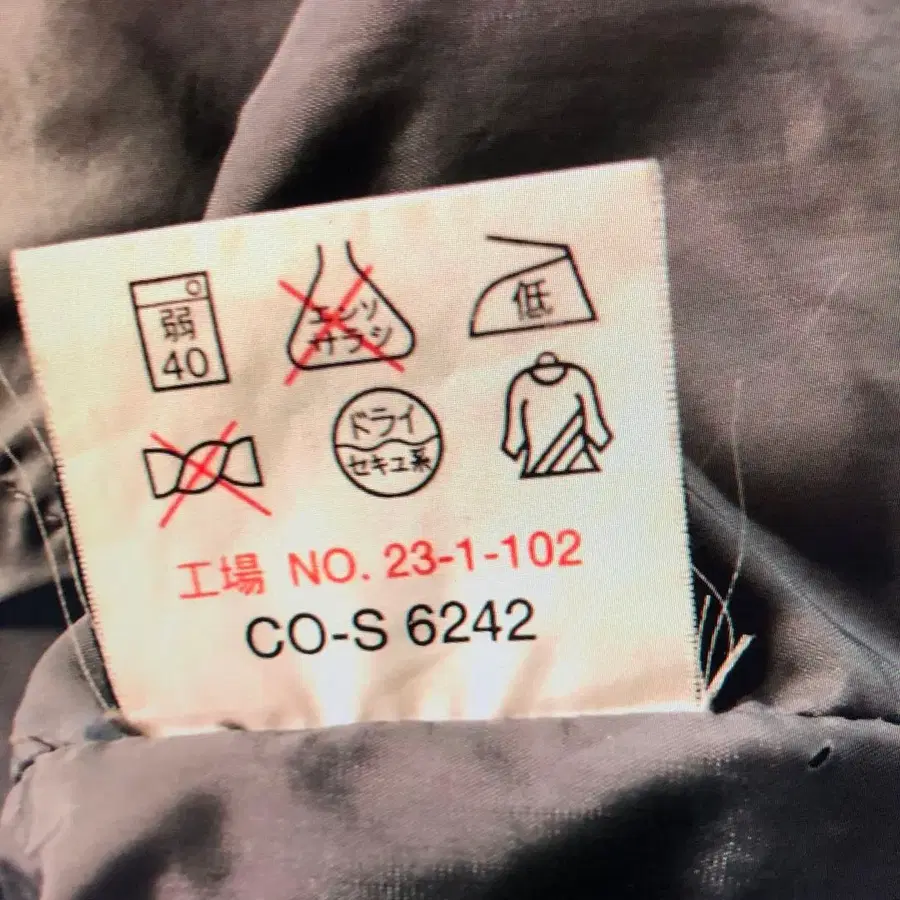 弱
40
エンソ
サラシ
低
ドライ
セキユ系
工場 NO. 23-1-102
CO-S 6242